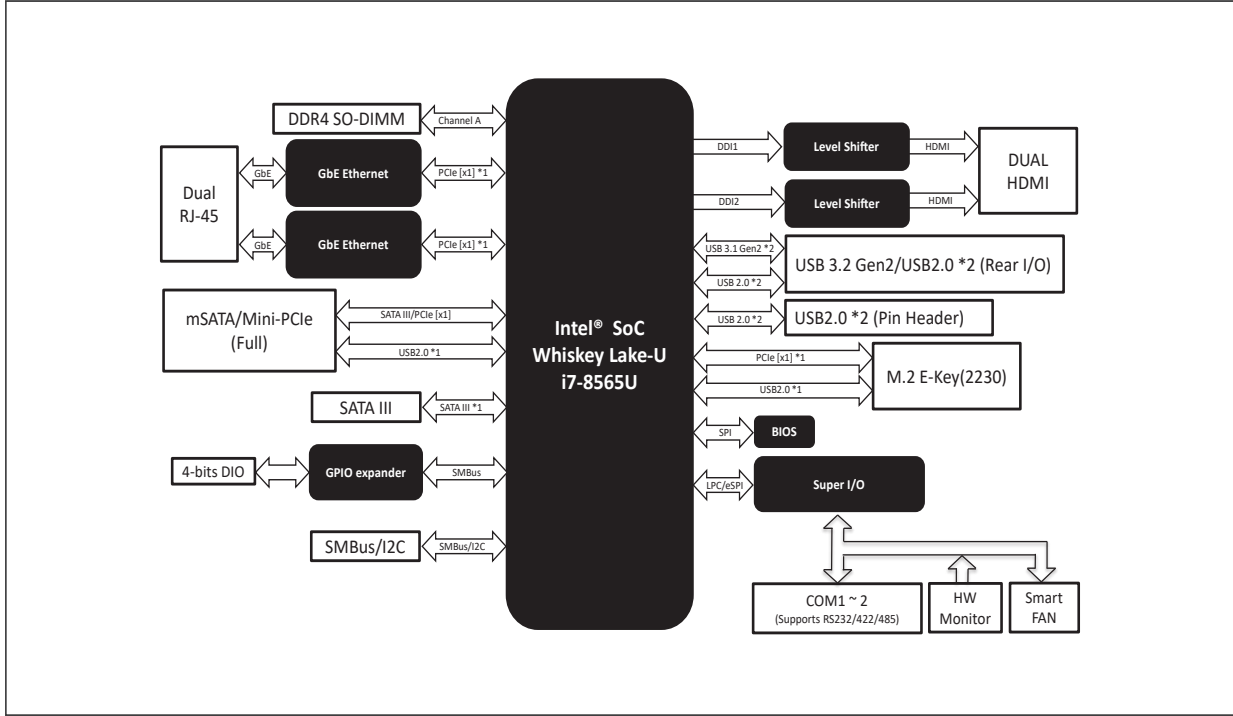 DDR4 SO-DIMM
Channel A
Dual
RJ-45
GbE
GbE Ethernet
PCIe [x1] *1
GbE
GbE Ethernet
PCIe [x1] *1
mSATA/Mini-PCIe
(Full)
SATA III/PCIe [x1]
USB2.0 *1
SATA III
SATA III *1
4-bits DIO
GPIO expander
SMBus
SMBus/I2C
SMBus/I2C
Intel® SoC
Whiskey Lake-U
i7-8565U
DDI1
Level Shifter
HDMI
DDI2
Level Shifter
HDMI
DUAL
HDMI
USB 3.1 Gen2 *2
USB 2.0 *2
USB 3.2 Gen2/USB2.0 *2 (Rear I/O)
USB 2.0 *2
USB2.0 *2 (Pin Header)
PCIe [x1] *1
USB2.0 *1
M.2 E-Key(2230)
SPI
BIOS
LPC/eSPI
Super I/O
COM1 ~ 2
(Supports RS232/422/485)
HW
Monitor
Smart
FAN